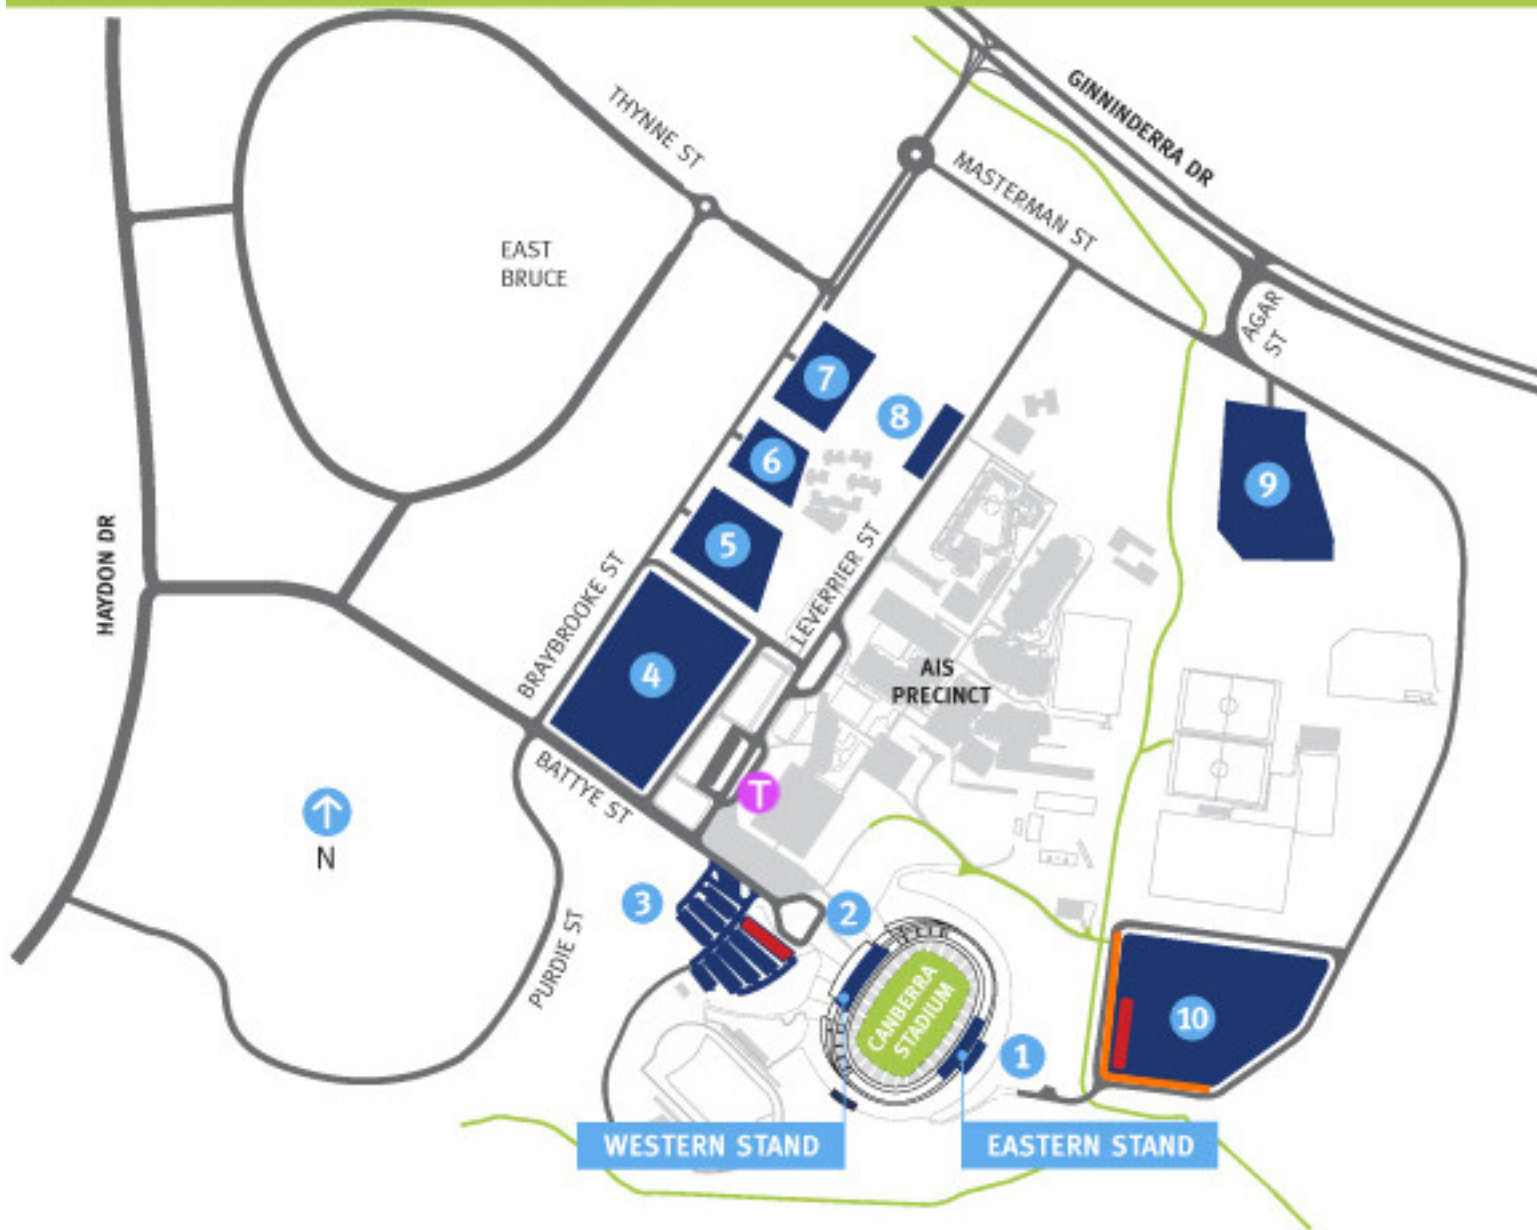 GINNINDERRA DR
THYNNE ST
MASTERMAN ST
EAST
BRUCE
AGAR
ST
7
8
6
9
5
HAYDON DR
BRAYBROOKE ST
LEVERRIER ST
4
AIS
PRECINCT
BATTYE ST
T
N
3
2
PURDIE ST
CANBERRA
STADIUM
10
1
WESTERN STAND
EASTERN STAND